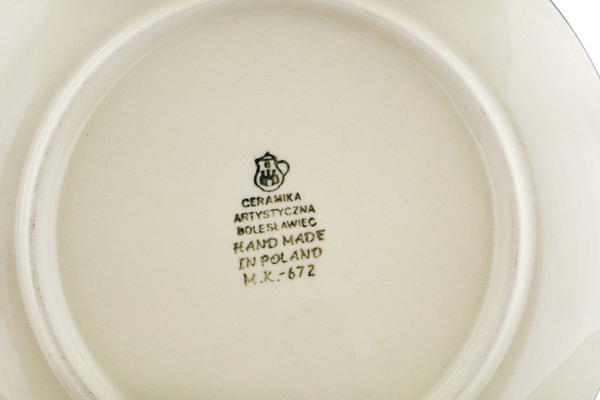 B
CERAMIKA
ARTYSTYCZNA
BOLESŁAWIEC
HAND MADE
IN POLAND
M.K.-672